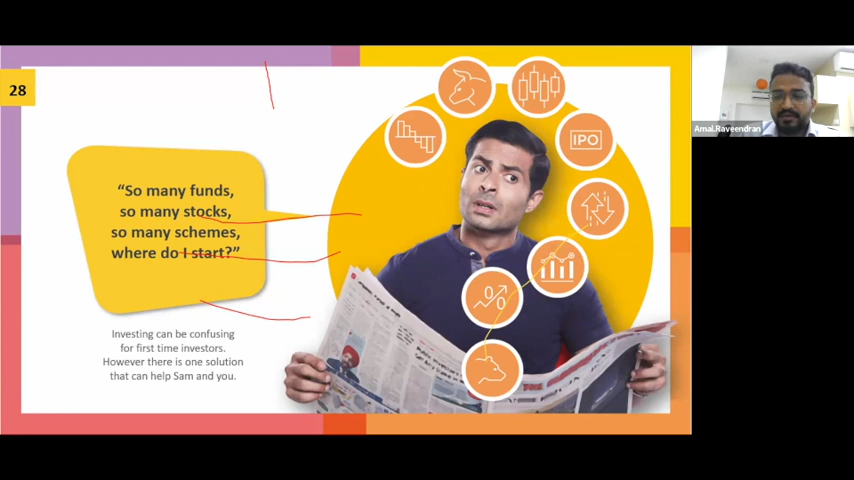 28
“So many funds,
so many stocks,
so many schemes,
where do I start?”
Investing can be confusing
for first time investors.
However there is one solution
that can help Sam and you.
IPO
%
Amal.Raveendran